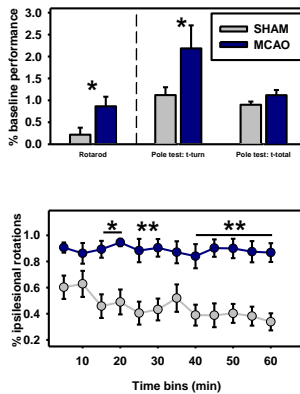 % baseline performance
3.0
2.5
2.0
1.5
1.0
0.5
0.0
SHAM
MCAO
*
*
Rotarod
Pole test: t-turn
Pole test: t-total
% ipsilesional rotations
1.0
0.8
0.6
0.4
0.2
* ** **
10 20 30 40 50 60
Time bins (min)